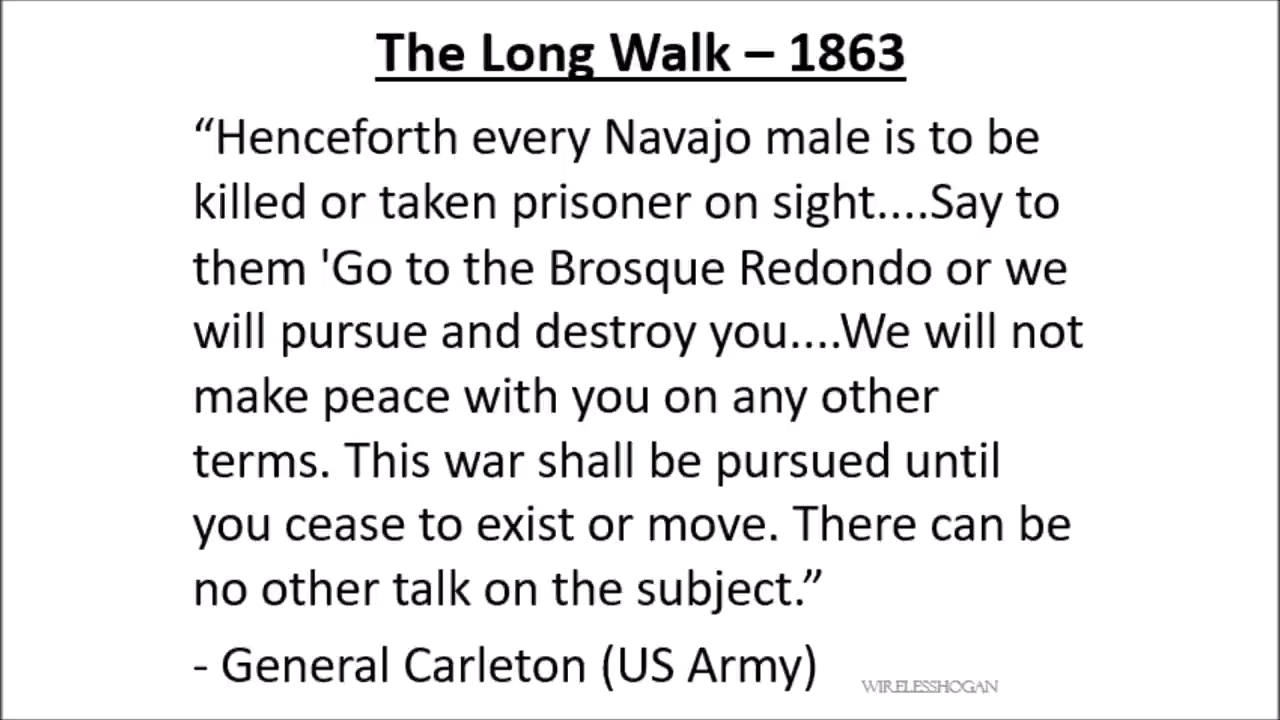 The Long Walk – 1863
“Henceforth every Navajo male is to be
killed or taken prisoner on sight....Say to
them 'Go to the Brosque Redondo or we
will pursue and destroy you....We will not
make peace with you on any other
terms. This war shall be pursued until
you cease to exist or move. There can be
no other talk on the subject.”
- General Carleton (US Army)
WIRELESSHOGAN